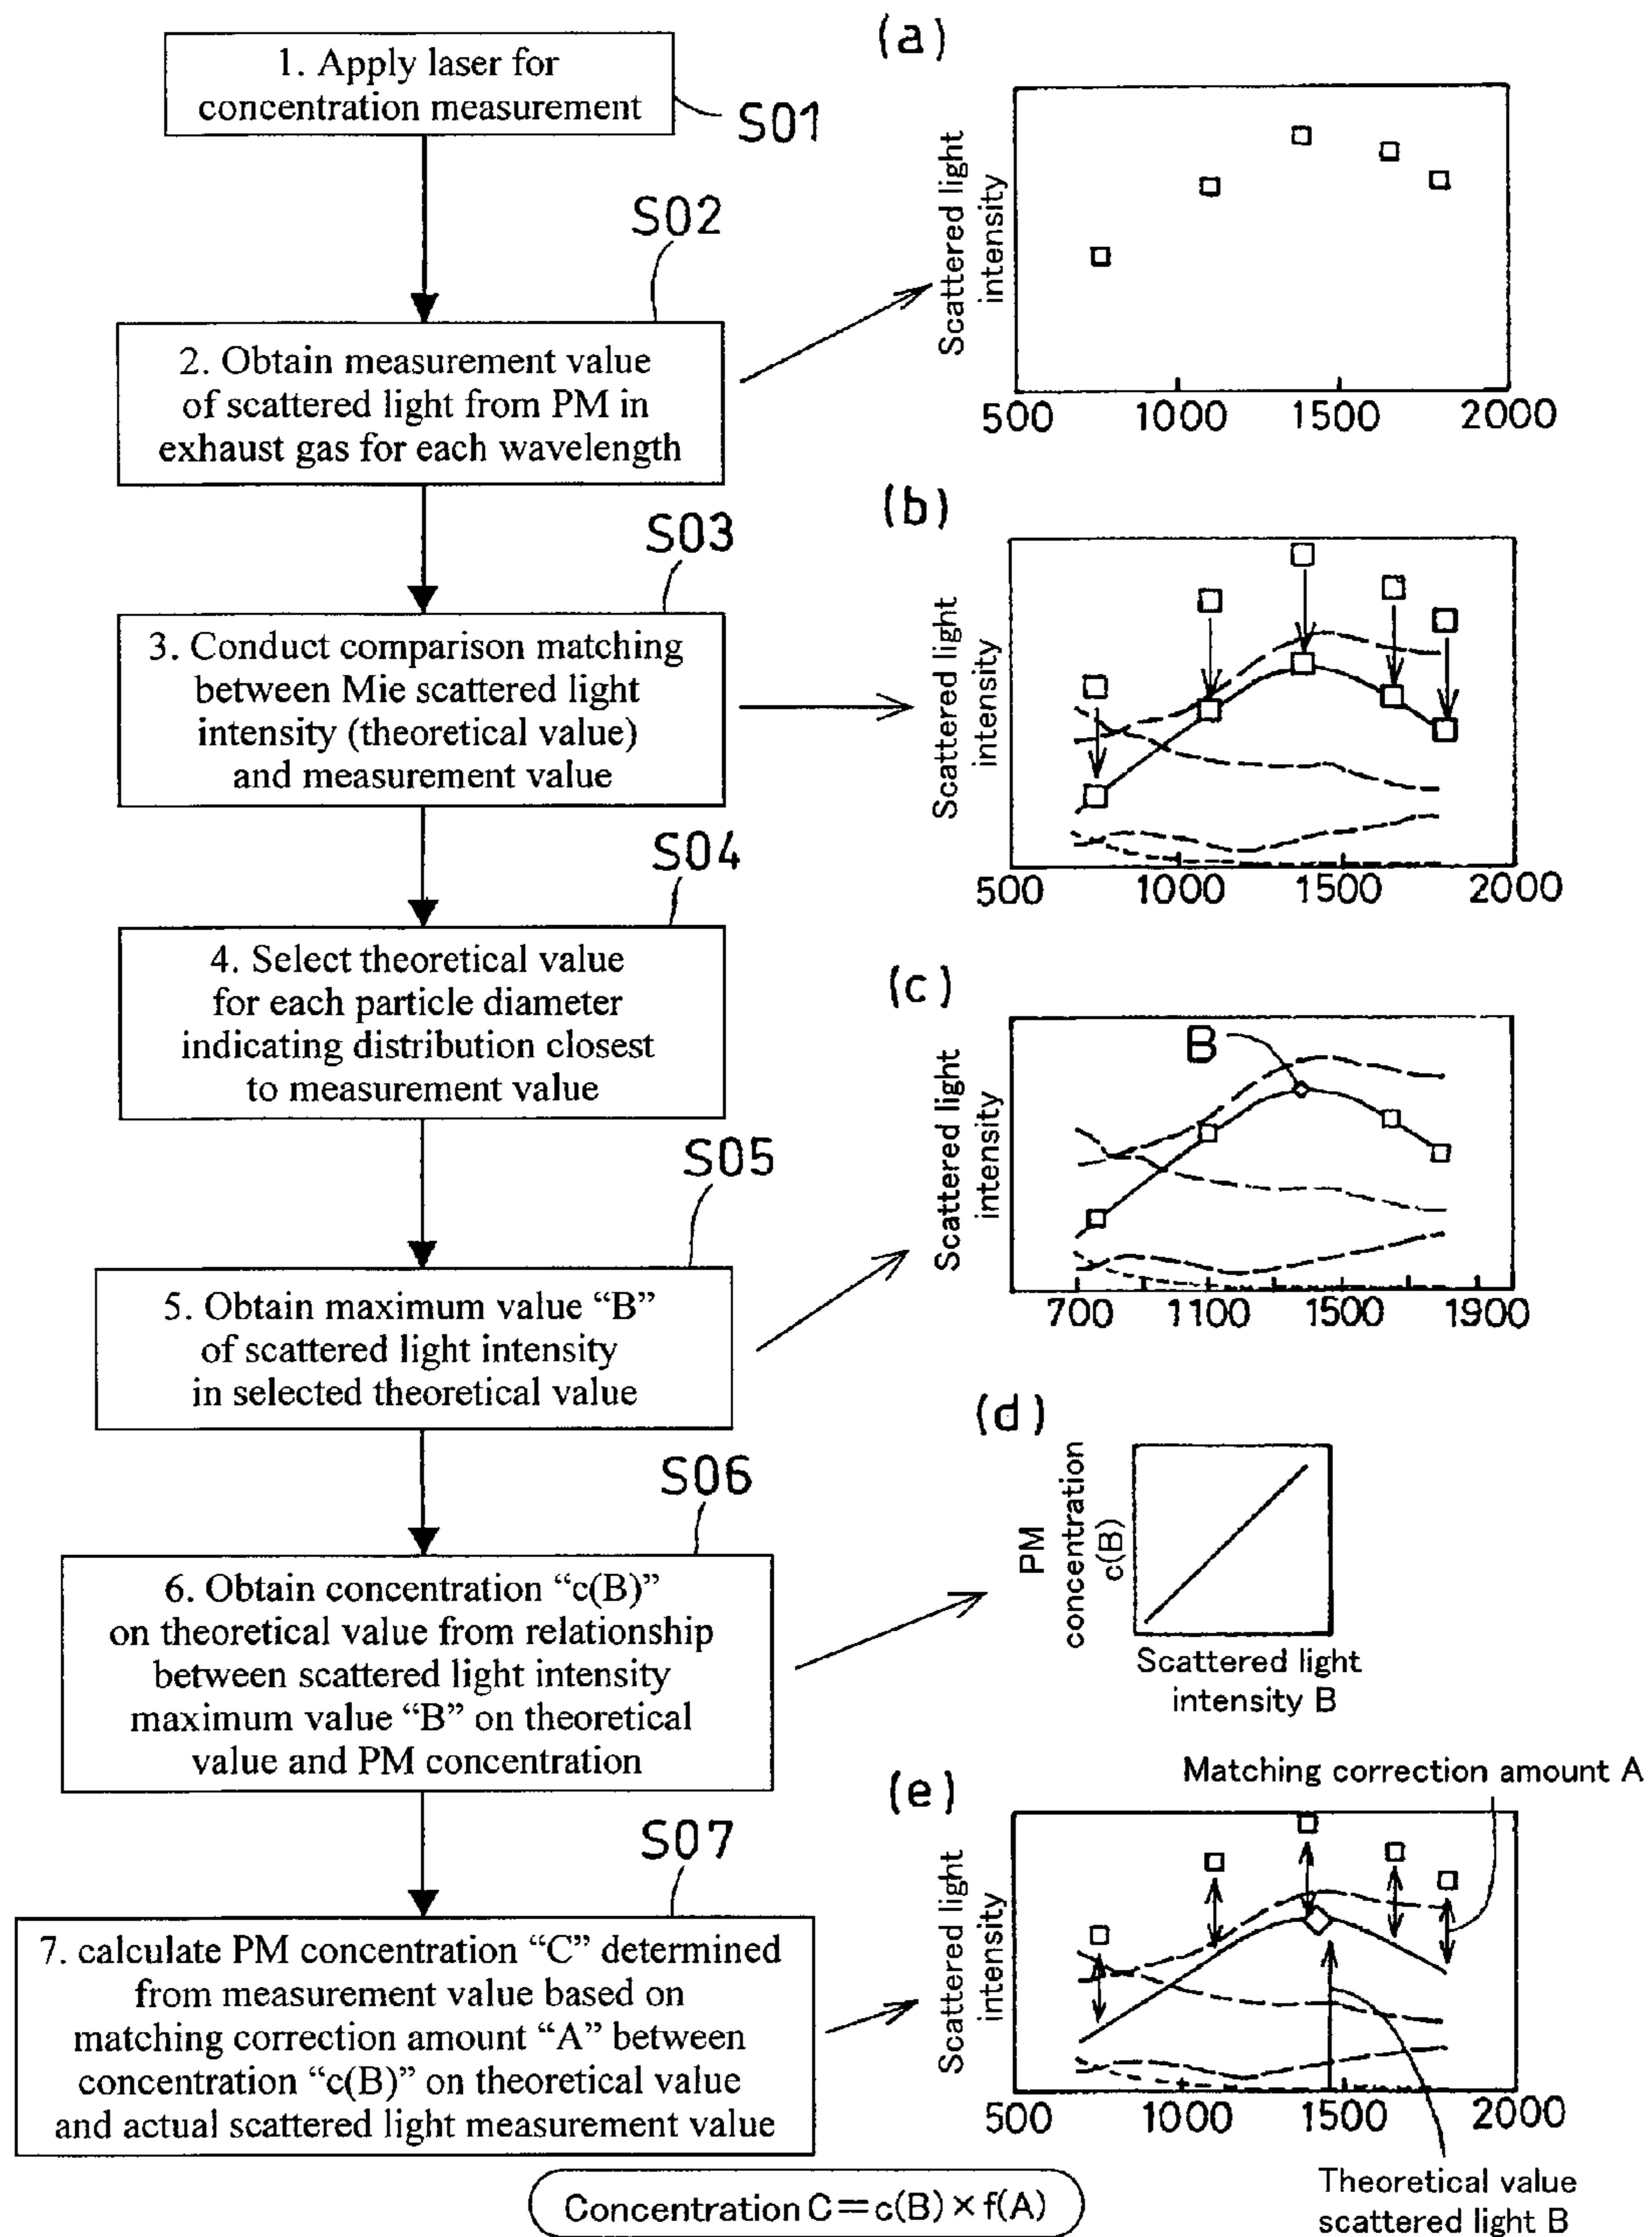 1. Apply laser for
concentration measurement
S01
S02
2. Obtain measurement value
of scattered light from PM in
exhaust gas for each wavelength
S03
3. Conduct comparison matching
between Mie scattered light
intensity (theoretical value)
and measurement value
S04
4. Select theoretical value
for each particle diameter
indicating distribution closest
to measurement value
S05
5. Obtain maximum value “B”
of scattered light intensity
in selected theoretical value
S06
6. Obtain concentration “c(B)”
on theoretical value from relationship
between scattered light intensity
maximum value “B” on theoretical
value and PM concentration
S07
7. calculate PM concentration “C” determined
from measurement value based on
matching correction amount “A” between
concentration “c(B)” on theoretical value
and actual scattered light measurement value
Concentration C=c(B)×f(A)
(a)
Scattered light
intensity
500 1000 1500 2000
(b)
Scattered light
intensity
500 1000 1500 2000
(c)
B
Scattered light
intensity
700 1100 1500 1900
(d)
PM
concentration
c(B)
Scattered light
intensity B
(e)
Matching correction amount A
Scattered light
intensity
500 1000 1500 2000
Theoretical value
scattered light B